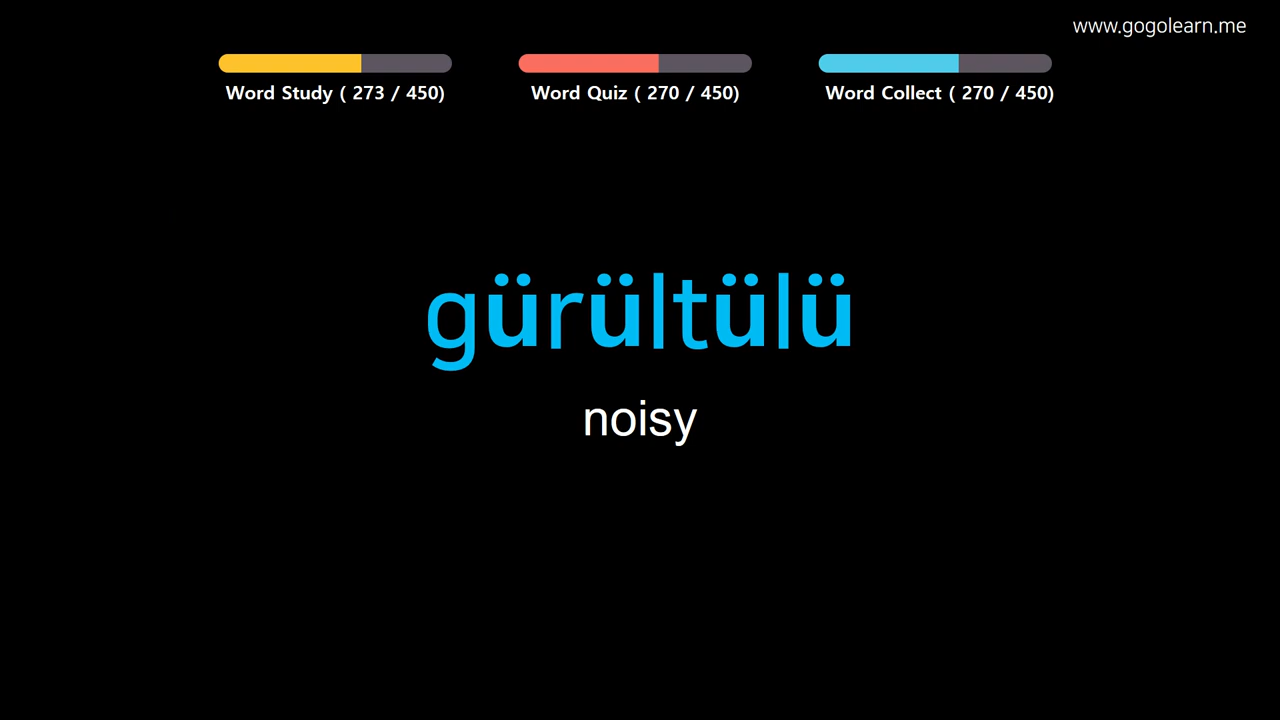 www.gogolearn.me
Word Study ( 273 / 450)
Word Quiz ( 270 / 450)
Word Collect ( 270 / 450)
gürültülü
noisy